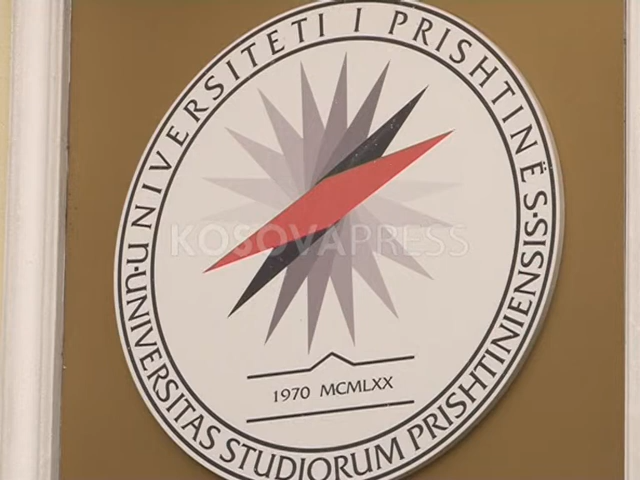 UNIVERSITETI I PRISHTINËS
UNIVERSITAS STUDIORUM PRISHTINIENSIS
KOSOVAPRESS
1970 MCMLXX